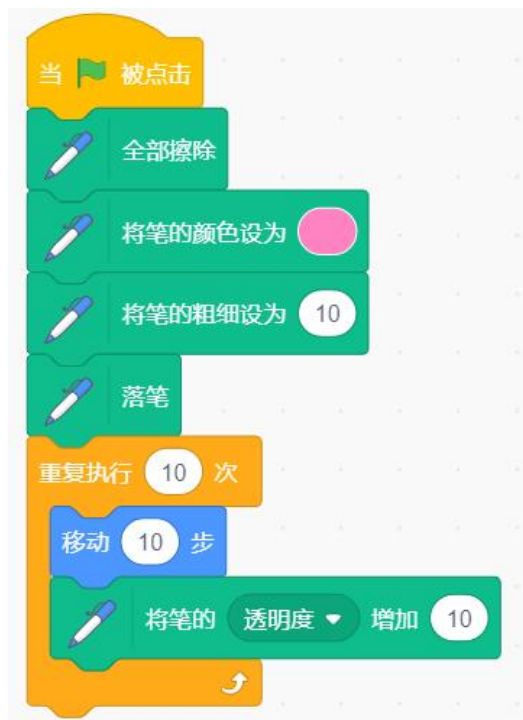 当 被点击
全部擦除
将笔的颜色设为
将笔的粗细设为 10
落笔
重复执行 10 次
移动 10 步
将笔的 透明度 增加 10